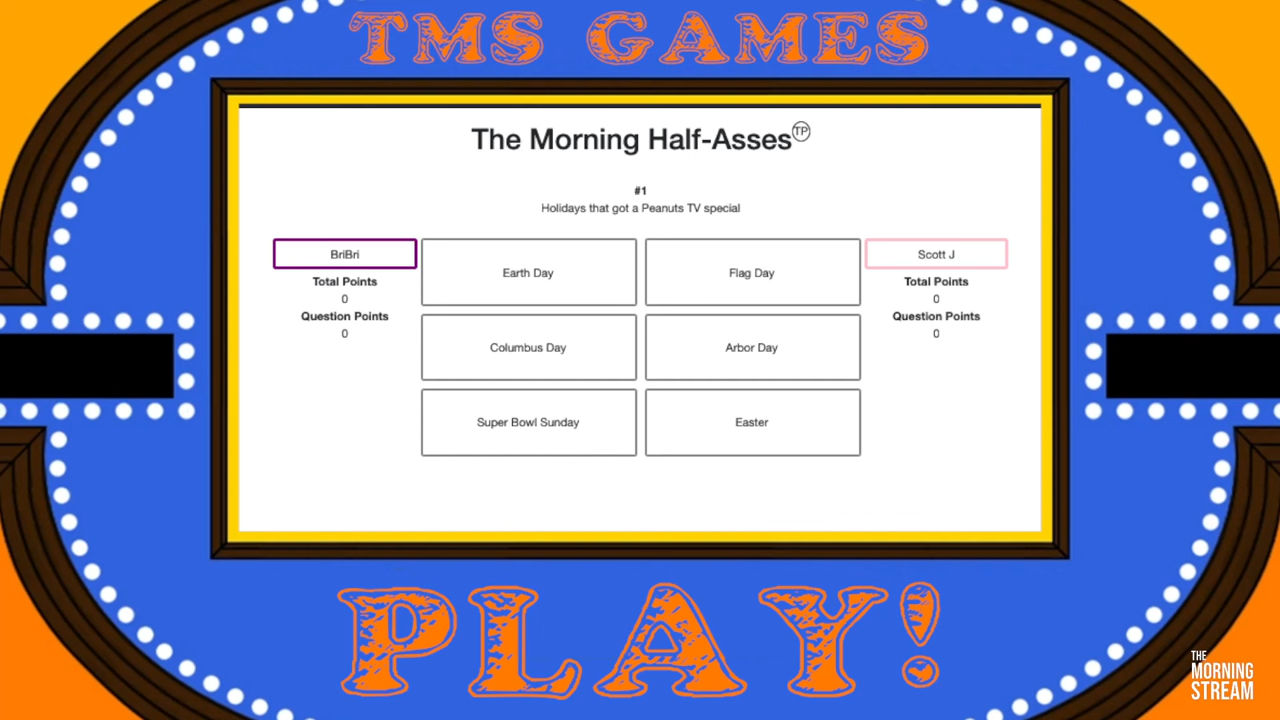 TMS GAMES
The Morning Half-Asses TP
#1
Holidays that got a Peanuts TV special
BriBri
Total Points
0
Question Points
0
Earth Day
Flag Day
Columbus Day
Arbor Day
Super Bowl Sunday
Easter
Scott J
Total Points
0
Question Points
0
PLAY!
THE
MORNING
STREAM